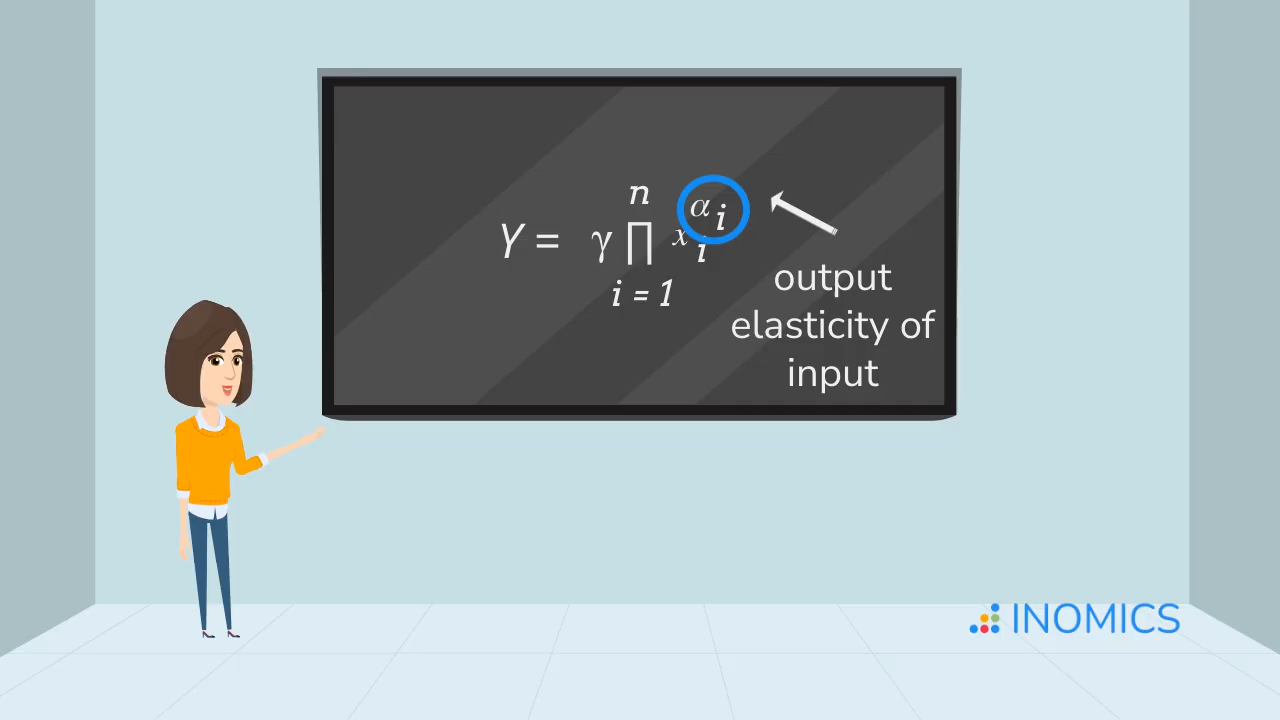 n
Y = γ ∏ x_i^{α_i}
i = 1
output
elasticity of
input
INOMICS